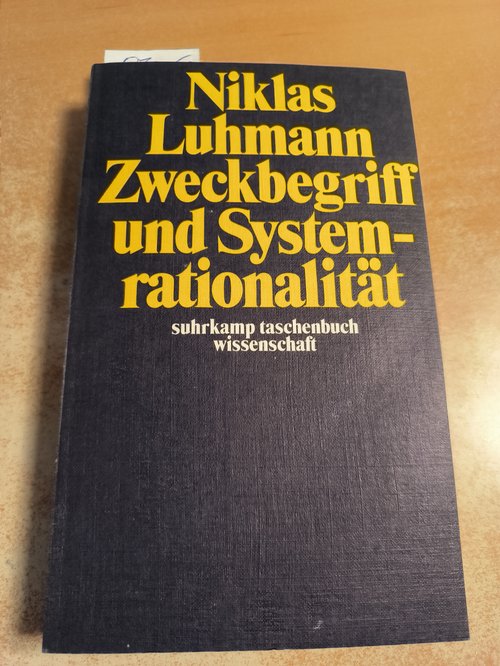 Niklas
Luhmann
Zweckbegriff
und System-
rationalität
suhrkamp taschenbuch
wissenschaft